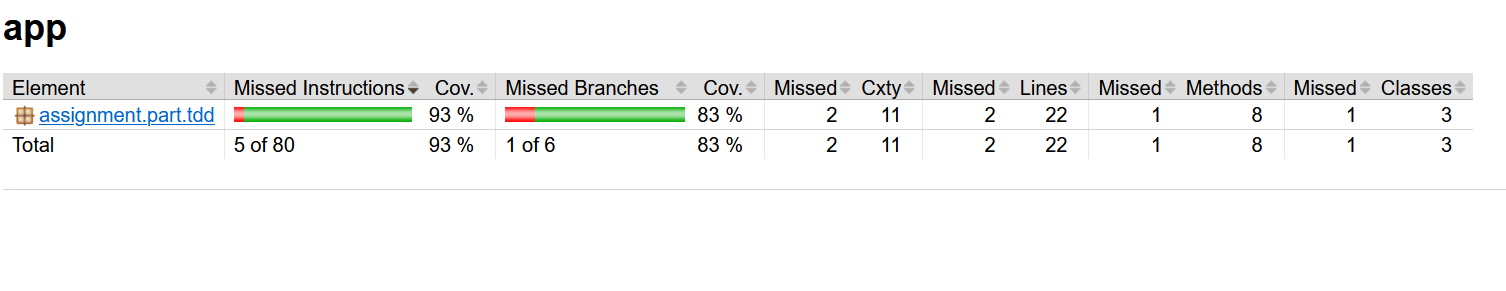 app
Element Missed Instructions Cov. Missed Branches Cov. Missed Cxty Missed Lines Missed Methods Missed Classes
assignment.part.tdd 93 % 83 % 2 11 2 22 1 8 1 3
Total 5 of 80 93 % 1 of 6 83 % 2 11 2 22 1 8 1 3